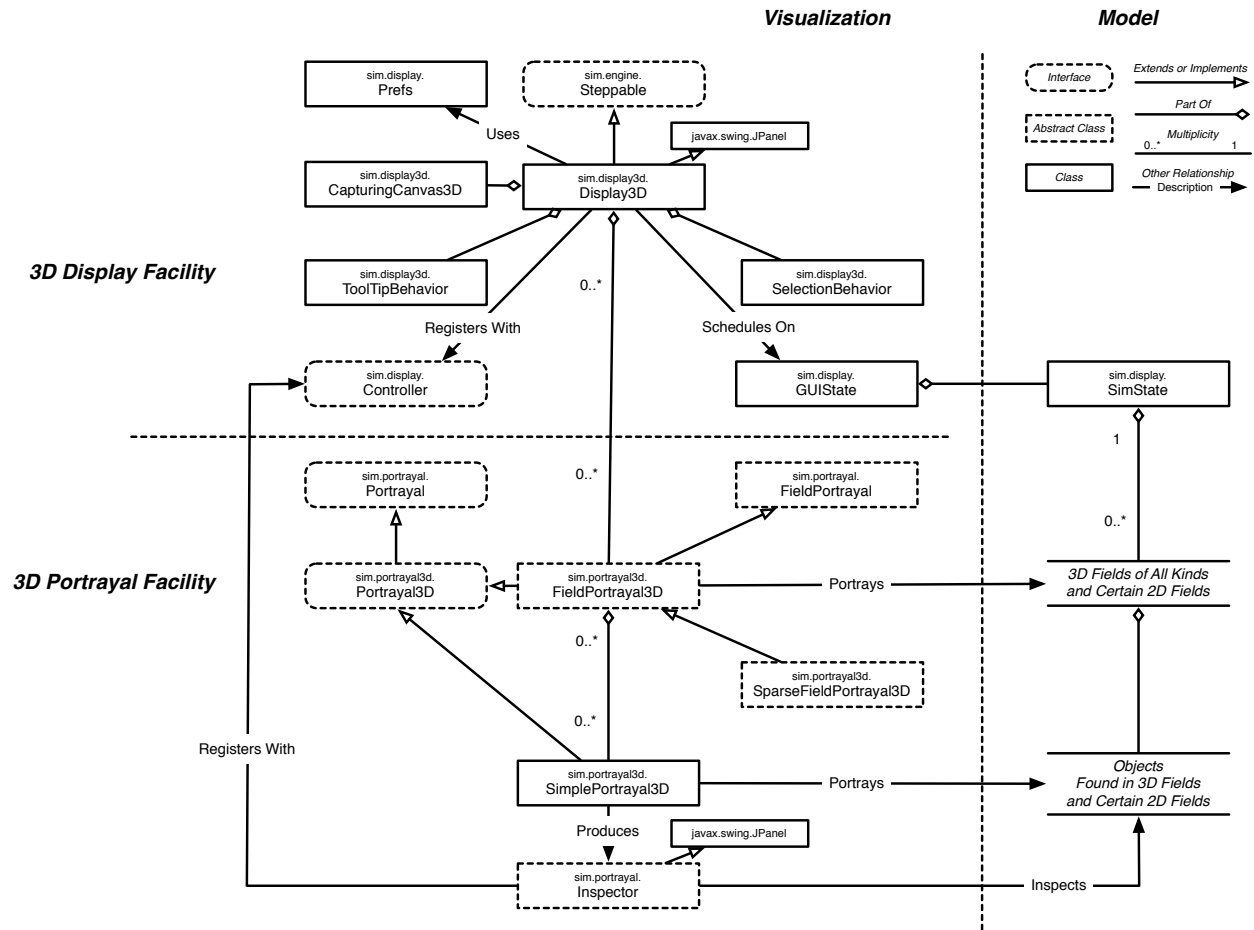 Visualization
Model
sim.display.
Prefs
sim.engine.
Steppable
Interface
Extends or Implements
Uses
javax.swing.JPanel
Abstract Class
Part Of
Multiplicity
0..*
1
sim.display3d.
CapturingCanvas3D
sim.display3d.
Display3D
Class
Other Relationship
Description
3D Display Facility
sim.display3d.
ToolTipBehavior
0..*
sim.display3d.
SelectionBehavior
Registers With
Schedules On
sim.display.
Controller
sim.display.
GUIState
sim.display.
SimState
1
sim.portrayal.
Portrayal
0..*
sim.portrayal.
FieldPortrayal
0..*
3D Portrayal Facility
sim.portrayal3d.
Portrayal3D
sim.portrayal3d.
FieldPortrayal3D
Portrays
3D Fields of All Kinds
and Certain 2D Fields
0..*
sim.portrayal3d.
SparseFieldPortrayal3D
0..*
Registers With
sim.portrayal3d.
SimplePortrayal3D
Portrays
Objects
Found in 3D Fields
and Certain 2D Fields
Produces
javax.swing.JPanel
sim.portrayal.
Inspector
Inspects